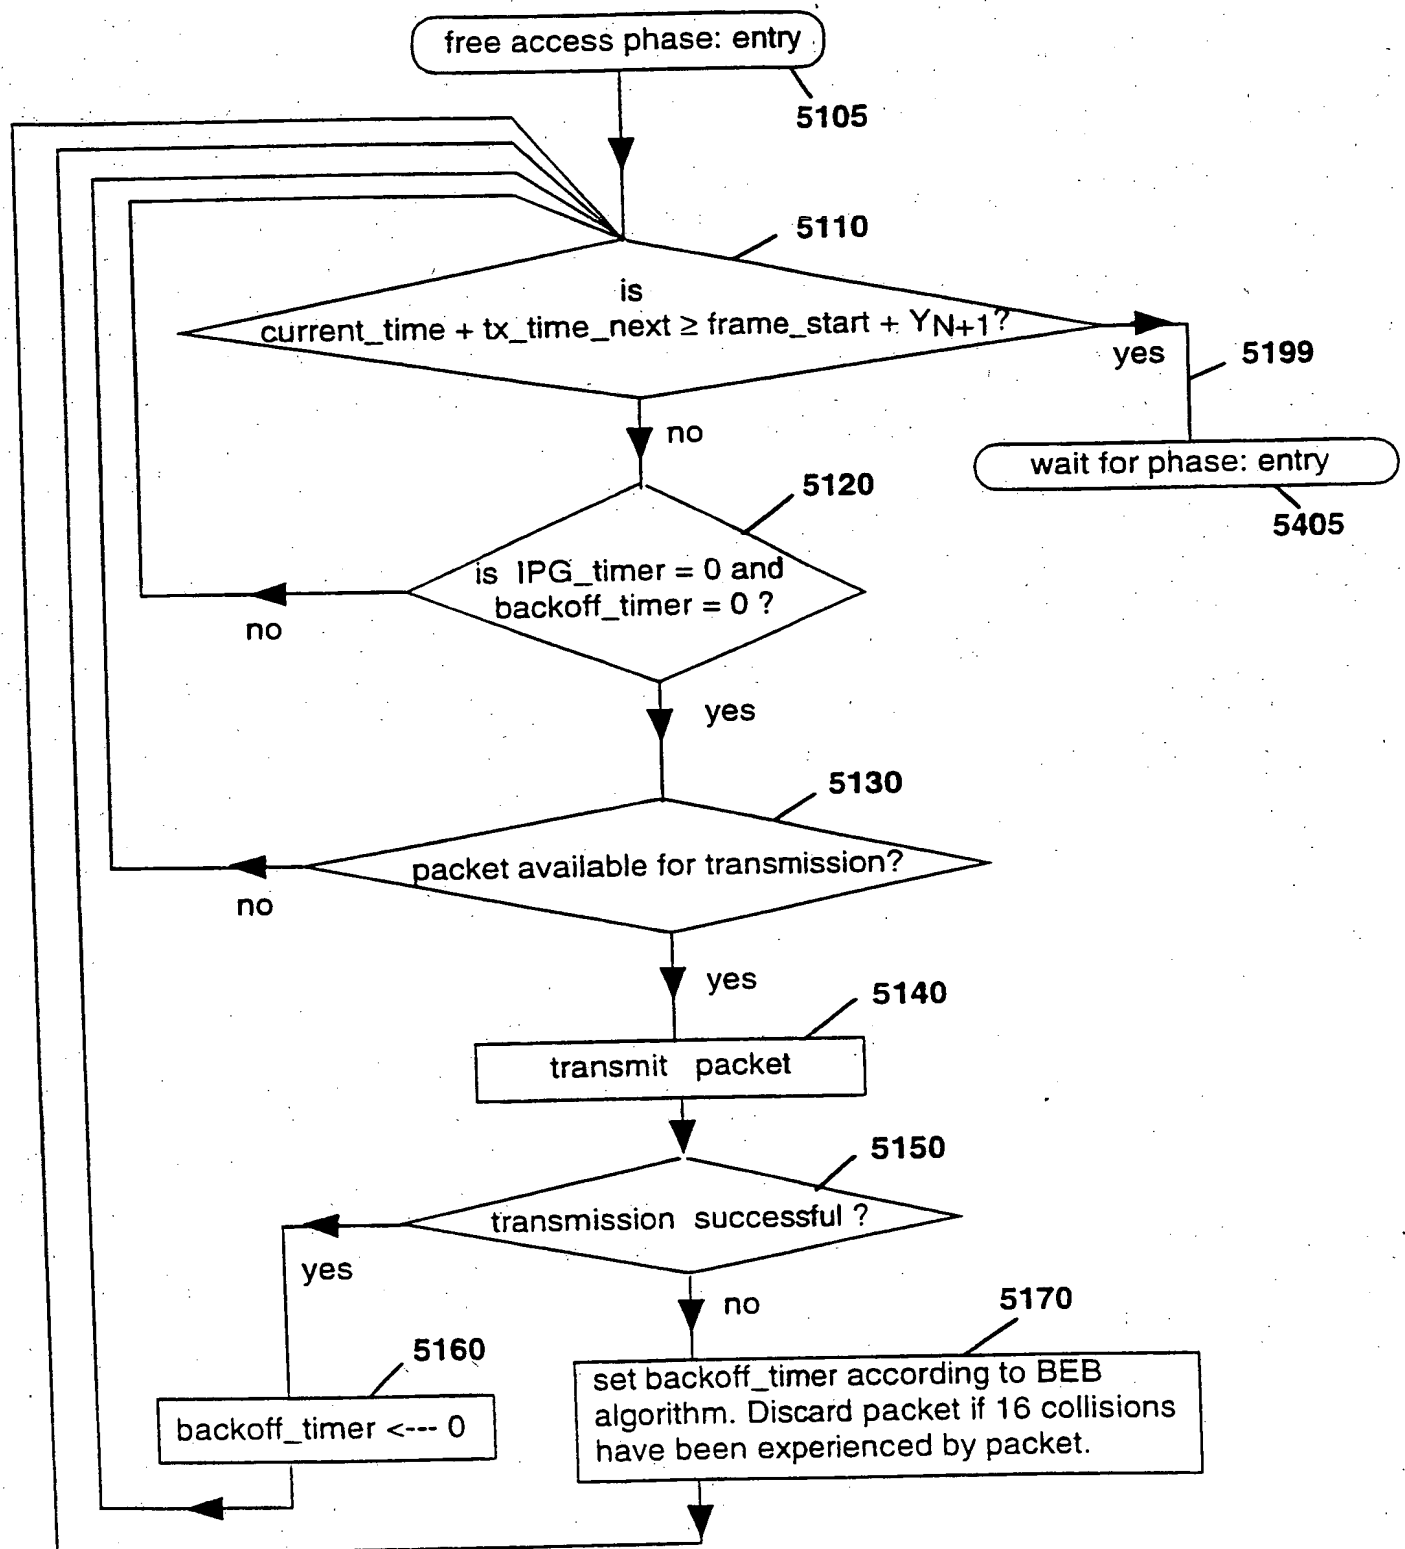 free access phase: entry
5105
5110
is
current_time + tx_time_next ≥ frame_start + YN+1?
yes
5199
no
wait for phase: entry
5405
5120
is IPG_timer = 0 and
backoff_timer = 0 ?
no
yes
5130
packet available for transmission?
no
yes
5140
transmit packet
5150
transmission successful ?
yes
no
5170
5160
set backoff_timer according to BEB
algorithm. Discard packet if 16 collisions
have been experienced by packet.
backoff_timer <--- 0